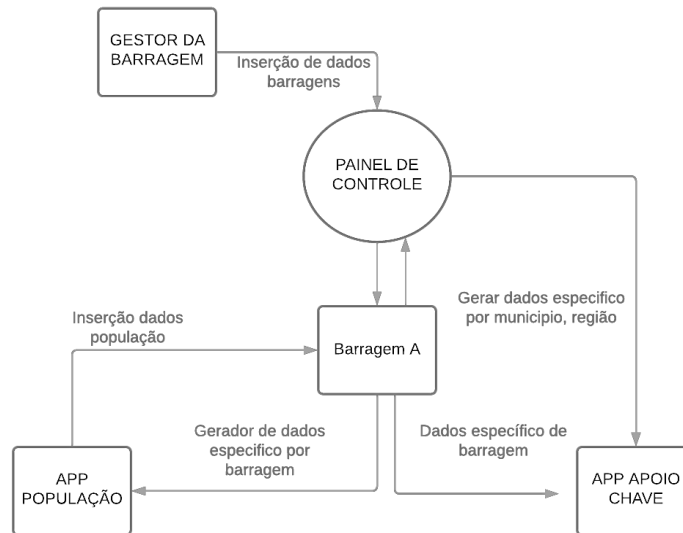 GESTOR DA
BARRAGEM
Inserção de dados
barragens
PAINEL DE
CONTROLE
Gerar dados especifico
por municipio, região
Inserção dados
população
Barragem A
Gerador de dados
especifico por
barragem
Dados específico de
barragem
APP
POPULAÇÃO
APP APOIO
CHAVE